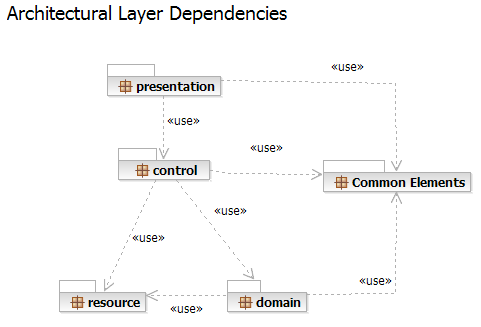 Architectural Layer Dependencies
«use»
presentation
«use»
«use»
control
Common Elements
«use»
«use»
«use»
resource
domain
«use»